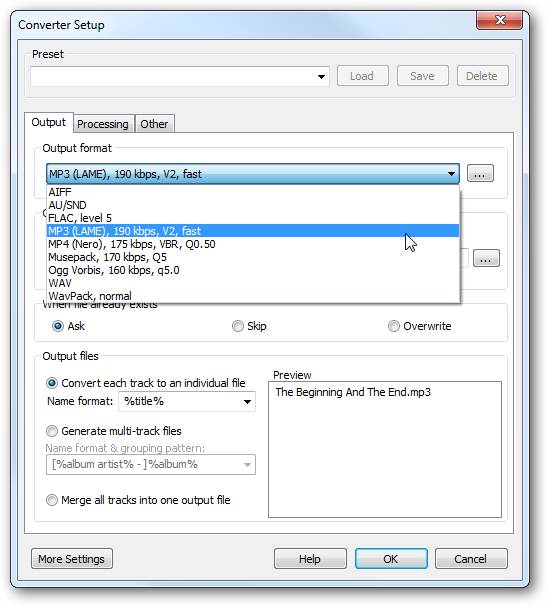 Converter Setup
Preset
Load Save Delete
Output Processing Other
Output format
MP3 (LAME), 190 kbps, V2, fast ...
AIFF
AU/SND
FLAC, level 5
MP3 (LAME), 190 kbps, V2, fast
MP4 (Nero), 175 kbps, VBR, Q0.50
Musepack, 170 kbps, Q5
...
Ogg Vorbis, 160 kbps, q5.0
WAV
WavPack, normal
When file already exists
Ask Skip Overwrite
Output files
Convert each track to an individual file
Name format: %title%
Generate multi-track files
Name format & grouping pattern:
[%album artist% - ]%album%
Merge all tracks into one output file
Preview
The Beginning And The End.mp3
More Settings Help OK Cancel